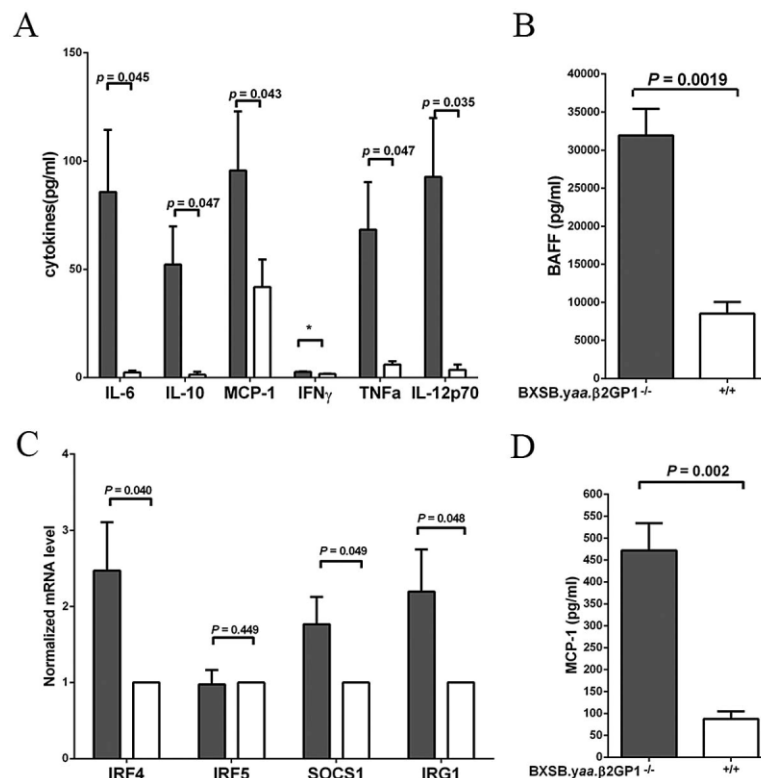 A
150
100
50
0
cytokines(pg/ml)
p = 0.045
p = 0.047
p = 0.043
*
p = 0.047
p = 0.035
IL-6 IL-10 MCP-1 IFNγ TNFa IL-12p70
B
P = 0.0019
40000
35000
30000
25000
20000
15000
10000
5000
0
BAFF (pg/ml)
BXSB.yaa.β2GP1-/- +/+
C
4
3
2
1
0
Normalized mRNA level
P = 0.040
P = 0.449
P = 0.049
P = 0.048
IRF4 IRF5 SOCS1 IRG1
D
P = 0.002
600
550
500
450
400
350
300
250
200
150
100
50
0
MCP-1 (pg/ml)
BXSB.yaa.β2GP1-/- +/+